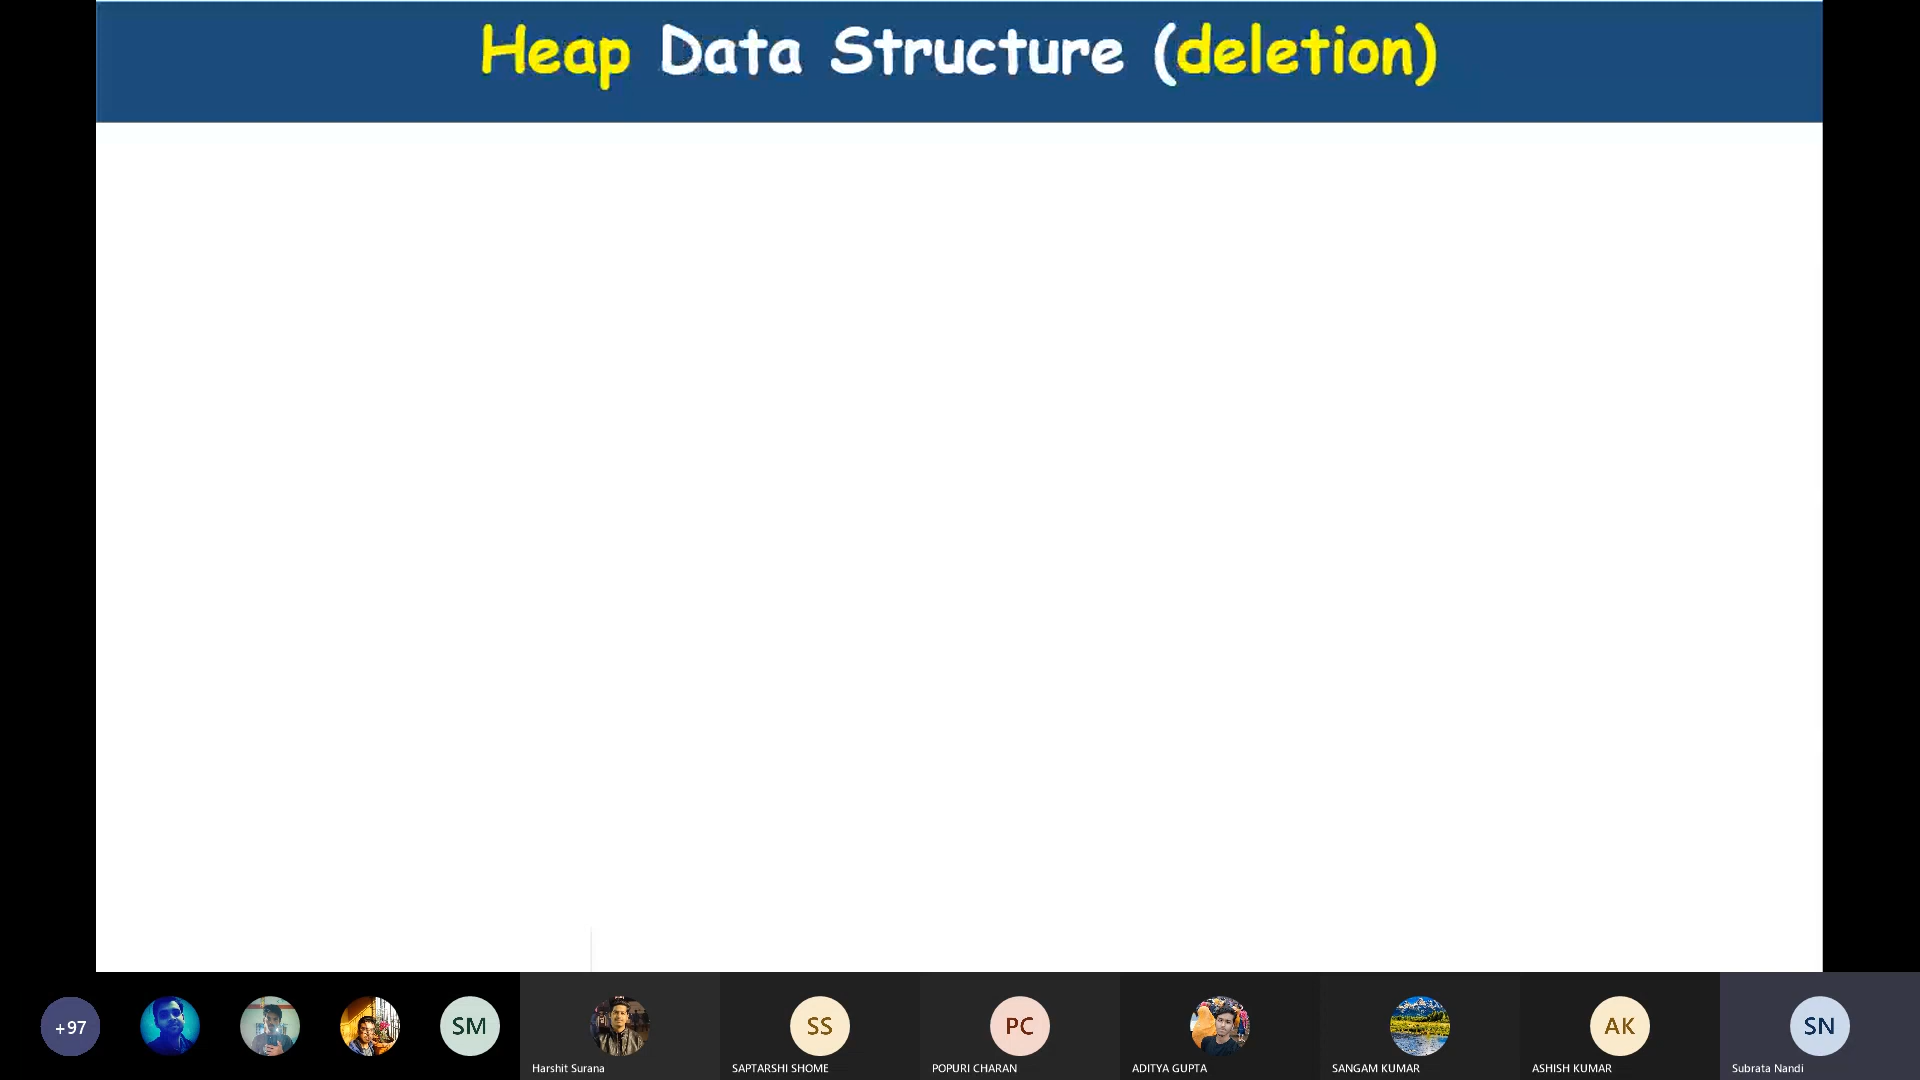 Heap Data Structure (deletion)
+97
SM
SS
PC
AK
SN
Harshit Surana
SAPTARSHI SHOME
POPURI CHARAN
ADITYA GUPTA
SANGAM KUMAR
ASHISH KUMAR
Subrata Nandi